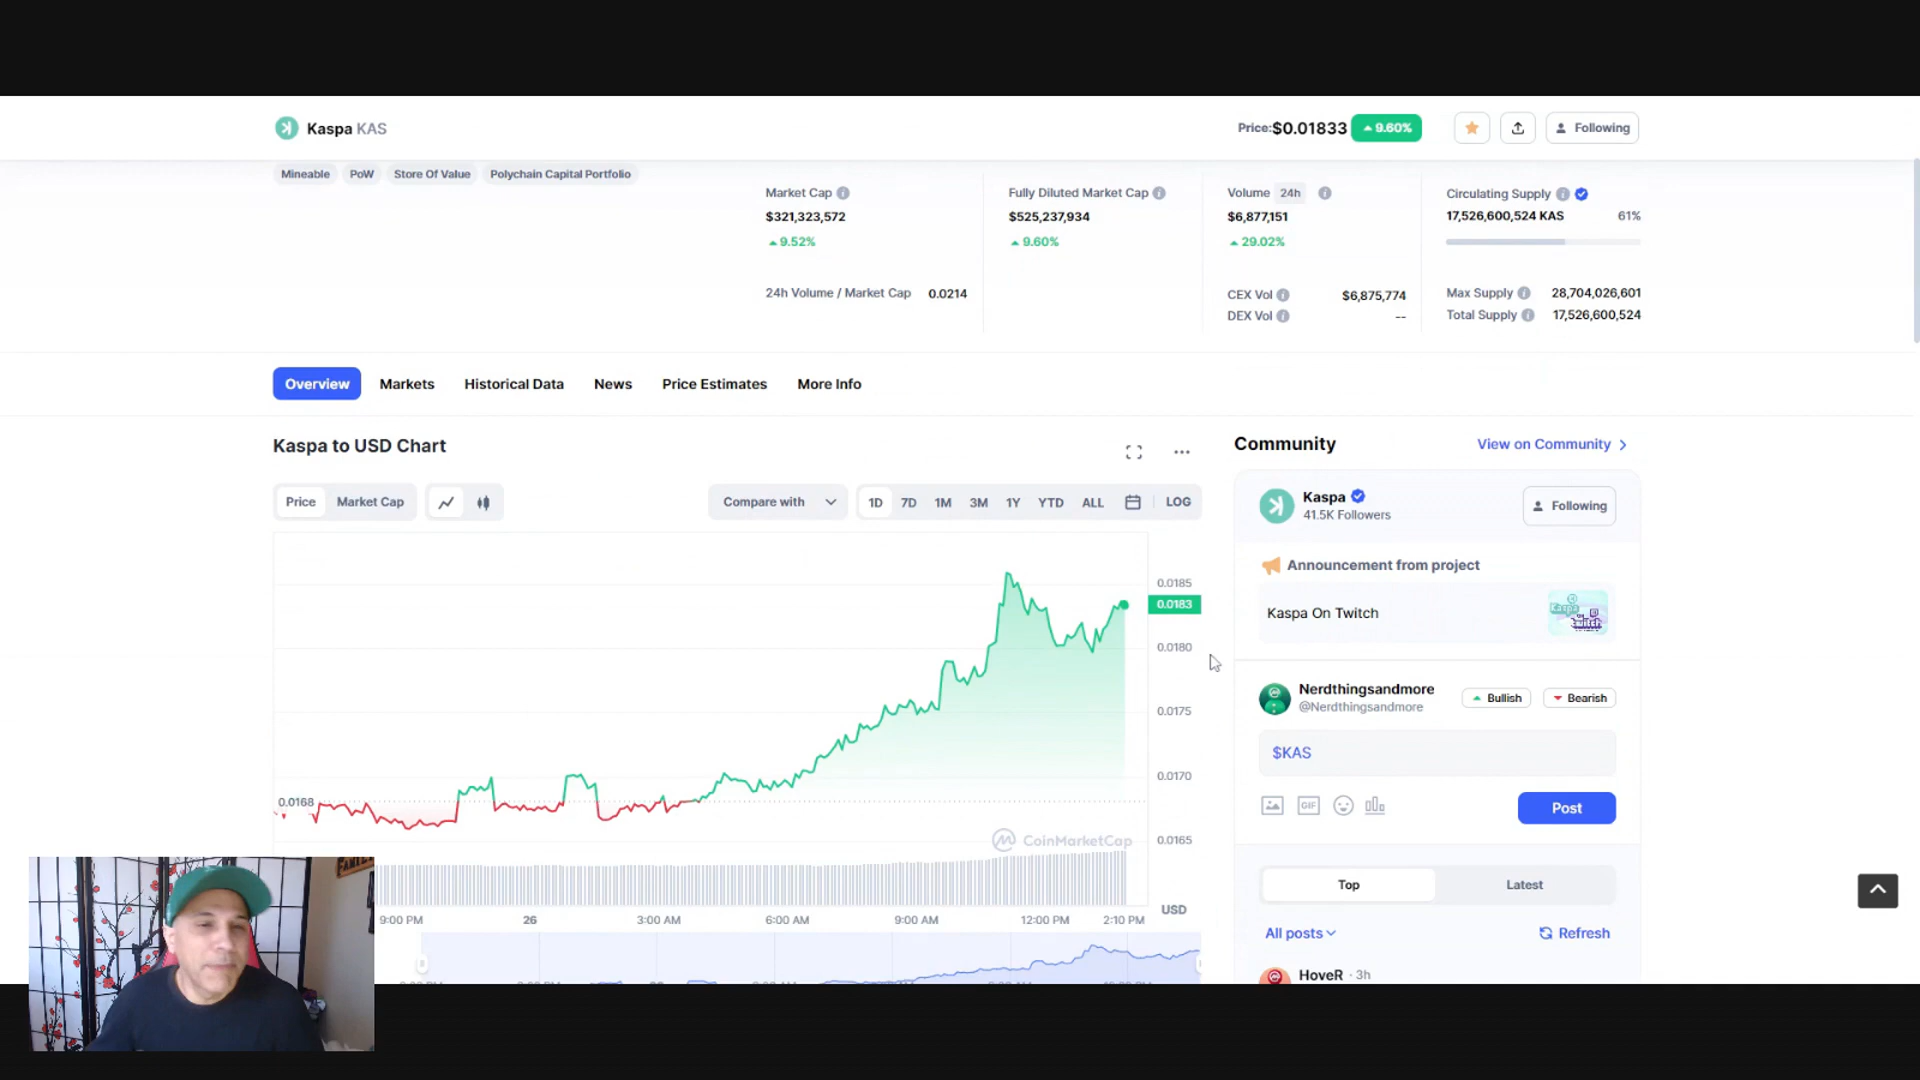 Kaspa KAS
Price:$0.01833 9.60%
Following
Mineable PoW Store Of Value Polychain Capital Portfolio
Market Cap
$321,323,572
9.52%
24h Volume / Market Cap 0.0214
Fully Diluted Market Cap
$525,237,934
9.60%
Volume 24h
$6,877,151
29.02%
CEX Vol $6,875,774
DEX Vol --
Circulating Supply
17,526,600,524 KAS 61%
Max Supply 28,704,026,601
Total Supply 17,526,600,524
Overview Markets Historical Data News Price Estimates More Info
Kaspa to USD Chart
Price Market Cap
Compare with
1D 7D 1M 3M 1Y YTD ALL LOG
0.0185
0.0183
0.0180
0.0175
0.0170
0.0168
0.0165
CoinMarketCap
9:00 PM 26 3:00 AM 6:00 AM 9:00 AM 12:00 PM 2:10 PM
USD
Community
View on Community
Kaspa
41.5K Followers
Following
Announcement from project
Kaspa On Twitch
Nerdthingsandmore
@Nerdthingsandmore
Bullish Bearish
$KAS
GIF
Post
Top Latest
All posts
Refresh
HoveR · 3h